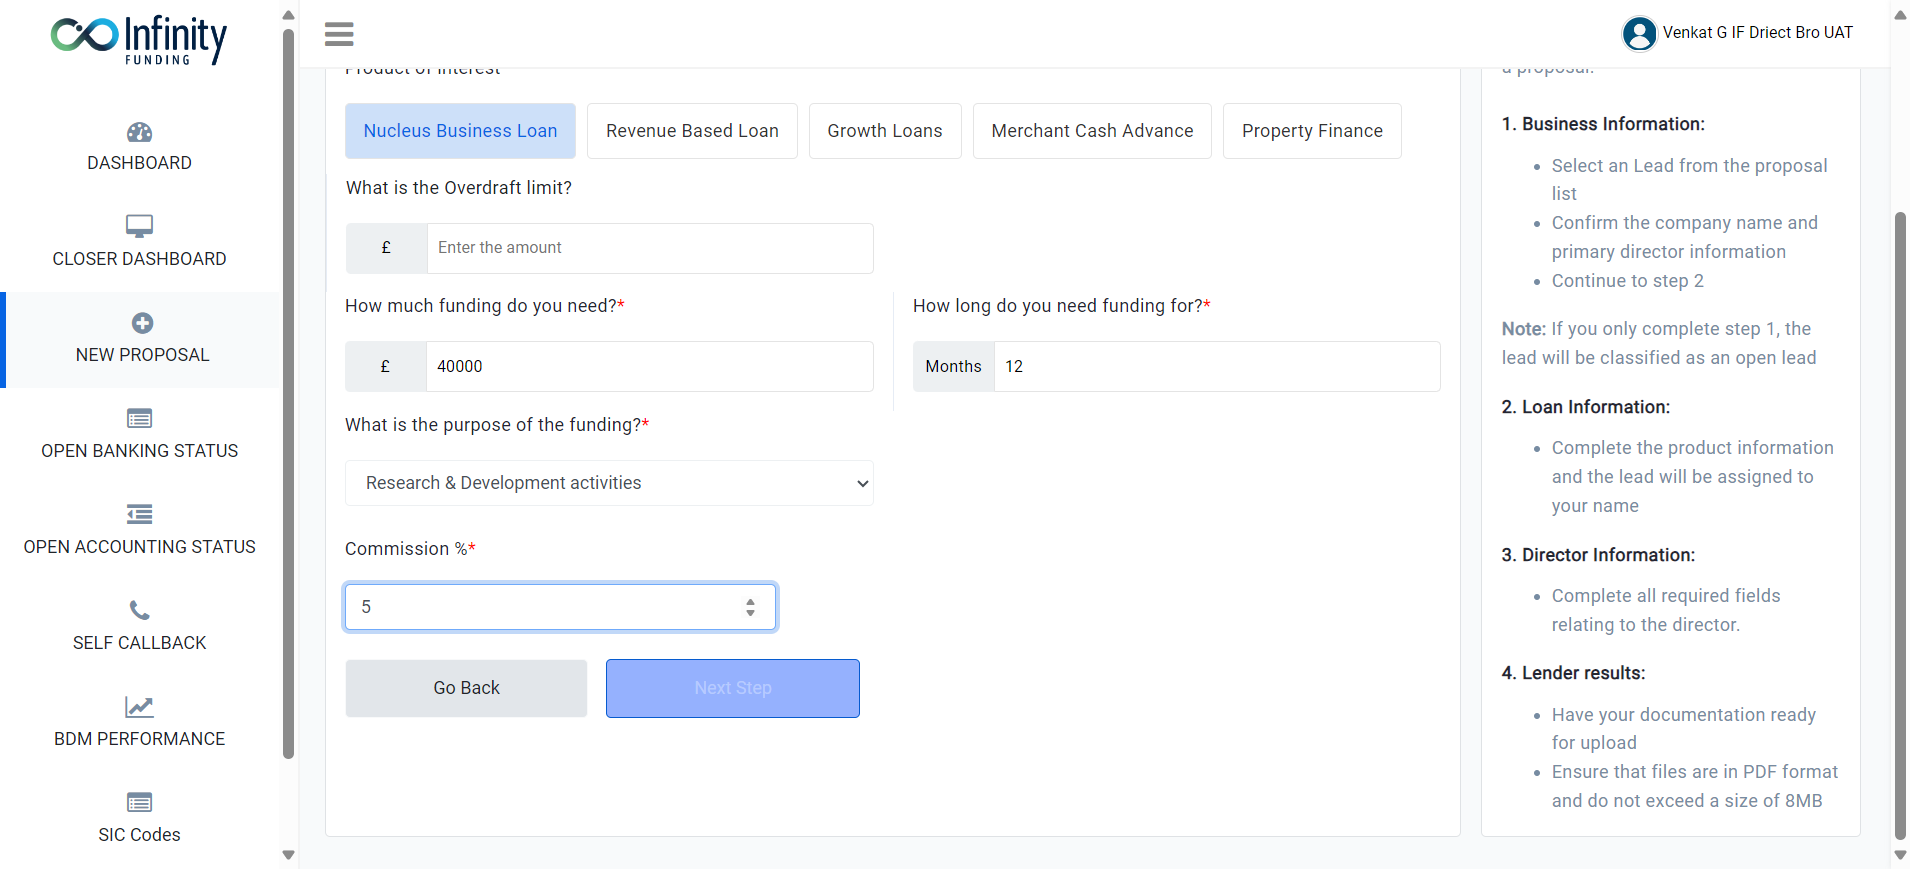 Infinity
FUNDING
DASHBOARD
CLOSER DASHBOARD
NEW PROPOSAL
OPEN BANKING STATUS
OPEN ACCOUNTING STATUS
SELF CALLBACK
BDM PERFORMANCE
SIC Codes
Venkat G IF Driect Bro UAT
Product of Interest
Nucleus Business Loan
Revenue Based Loan
Growth Loans
Merchant Cash Advance
Property Finance
What is the Overdraft limit?
£ Enter the amount
How much funding do you need?*
£ 40000
How long do you need funding for?*
Months 12
What is the purpose of the funding?*
Research & Development activities
Commission %*
5
Go Back
Next Step
a proposal.
1. Business Information:
• Select an Lead from the proposal
list
• Confirm the company name and
primary director information
• Continue to step 2
Note: If you only complete step 1, the
lead will be classified as an open lead
2. Loan Information:
• Complete the product information
and the lead will be assigned to
your name
3. Director Information:
• Complete all required fields
relating to the director.
4. Lender results:
• Have your documentation ready
for upload
• Ensure that files are in PDF format
and do not exceed a size of 8MB